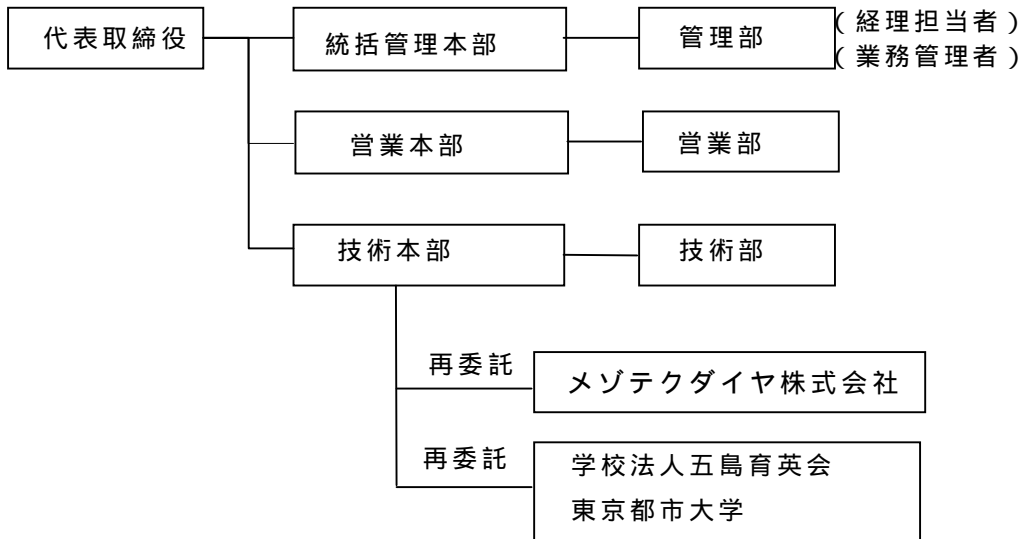 代表取締役
統括管理本部
管理部
(経理担当者)
(業務管理者)
営業本部
営業部
技術本部
技術部
再委託
メゾテクダイヤ株式会社
再委託
学校法人五島育英会
東京都市大学